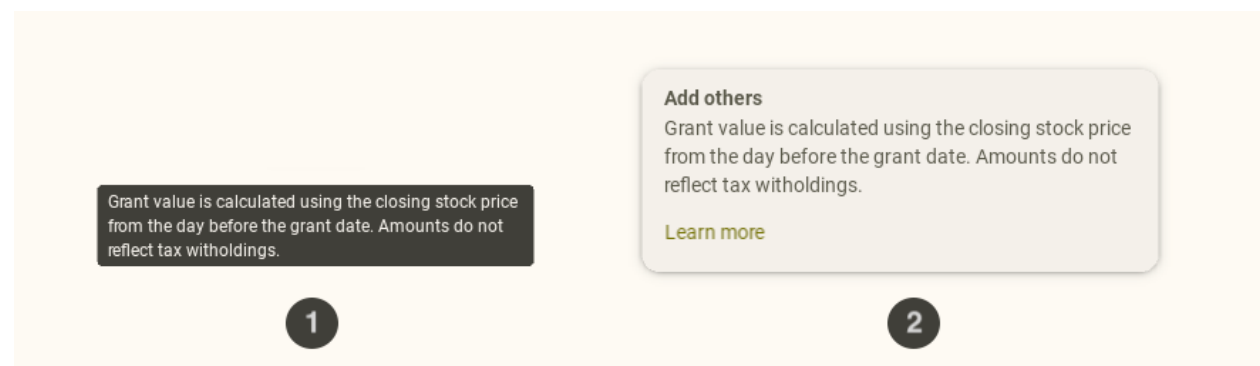 Grant value is calculated using the closing stock price
from the day before the grant date. Amounts do not
reflect tax witholdings.
1
Add others
Grant value is calculated using the closing stock price
from the day before the grant date. Amounts do not
reflect tax witholdings.
Learn more
2